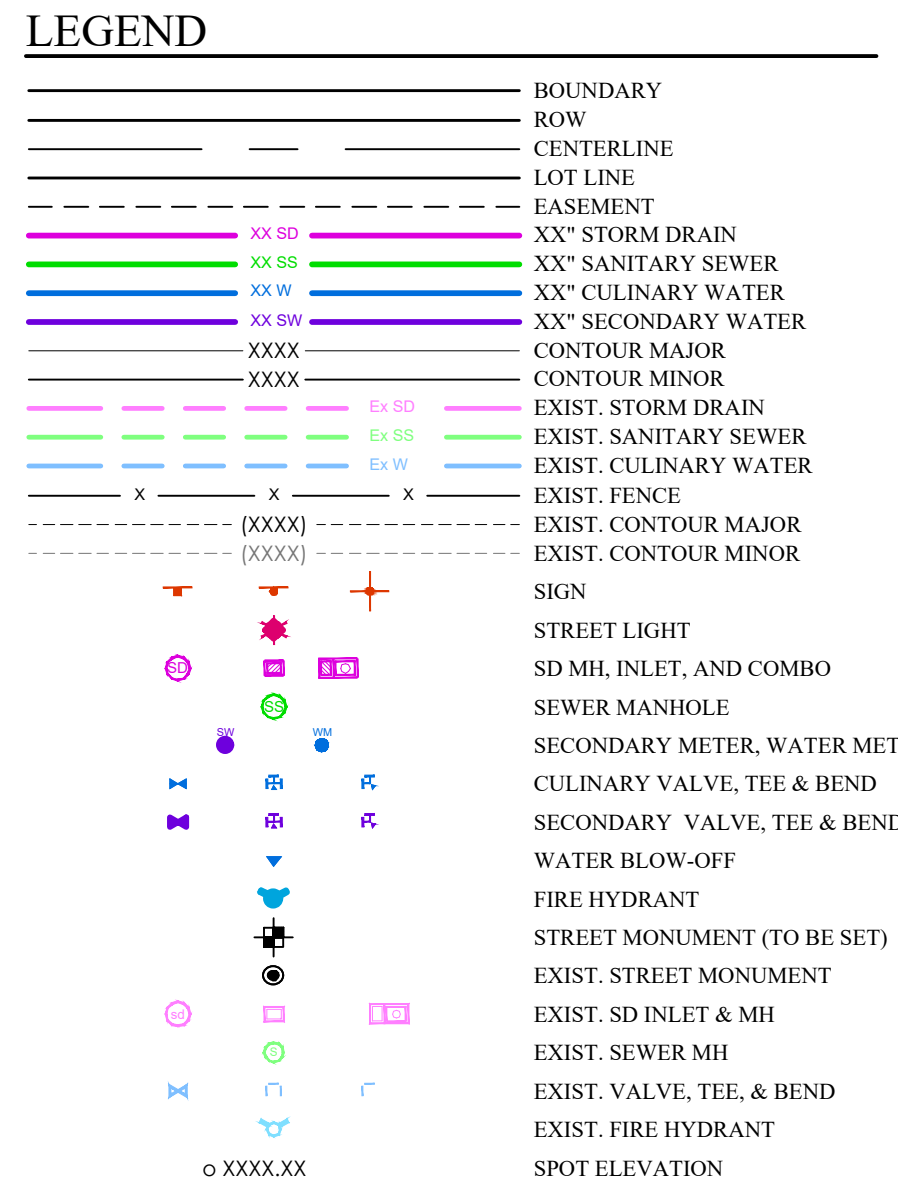 LEGEND
BOUNDARY
ROW
CENTERLINE
LOT LINE
EASEMENT
XX SD XX" STORM DRAIN
XX SS XX" SANITARY SEWER
XX W XX" CULINARY WATER
XX SW XX" SECONDARY WATER
XXXX CONTOUR MAJOR
XXXX CONTOUR MINOR
Ex SD EXIST. STORM DRAIN
Ex SS EXIST. SANITARY SEWER
Ex W EXIST. CULINARY WATER
X X X EXIST. FENCE
(XXXX) EXIST. CONTOUR MAJOR
(XXXX) EXIST. CONTOUR MINOR
SIGN
STREET LIGHT
SD SD MH, INLET, AND COMBO
SS SEWER MANHOLE
SW WM SECONDARY METER, WATER MET
CULINARY VALVE, TEE & BEND
SECONDARY VALVE, TEE & BEND
WATER BLOW-OFF
FIRE HYDRANT
STREET MONUMENT (TO BE SET)
EXIST. STREET MONUMENT
sd EXIST. SD INLET & MH
S EXIST. SEWER MH
EXIST. VALVE, TEE, & BEND
EXIST. FIRE HYDRANT
XXXX.XX SPOT ELEVATION